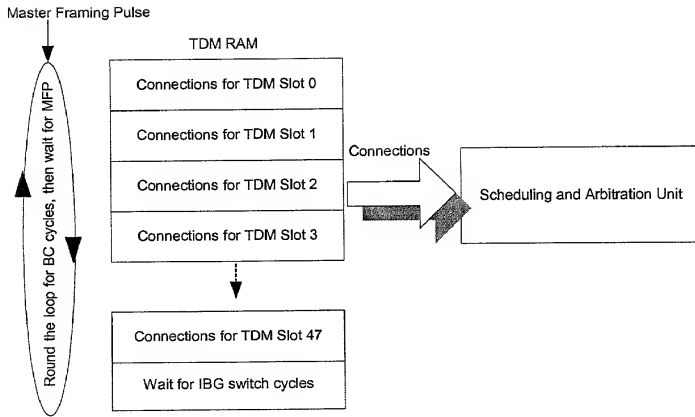 Master Framing Pulse
TDM RAM
Round the loop for BC cycles, then wait for MFP
Connections for TDM Slot 0
Connections for TDM Slot 1
Connections for TDM Slot 2
Connections for TDM Slot 3
Connections for TDM Slot 47
Wait for IBG switch cycles
Connections
Scheduling and Arbitration Unit